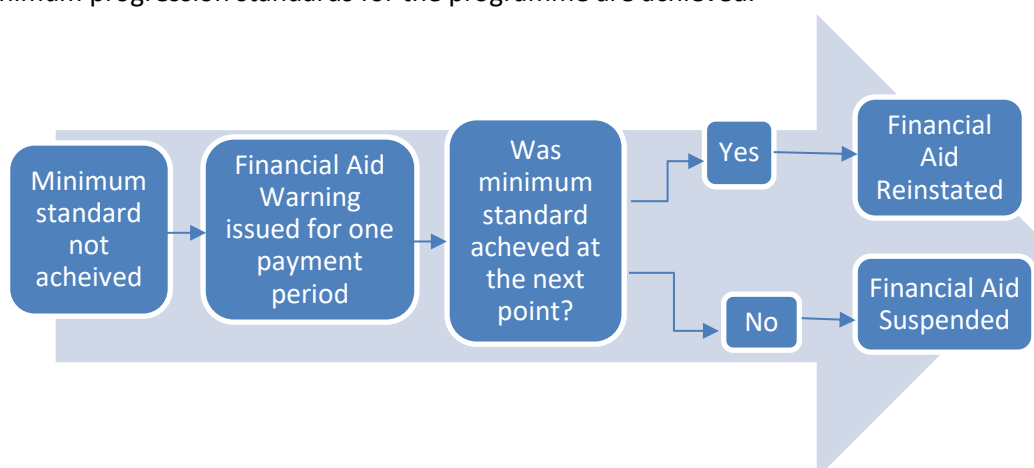 progression standards for the programme are achieved.
Minimum
standard
not
acheived
Financial Aid
Warning
issued for one
payment
period
Was
minimum
standard
acheved at
the next
point?
Yes
No
Financial
Aid
Reinstated
Financial Aid
Suspended